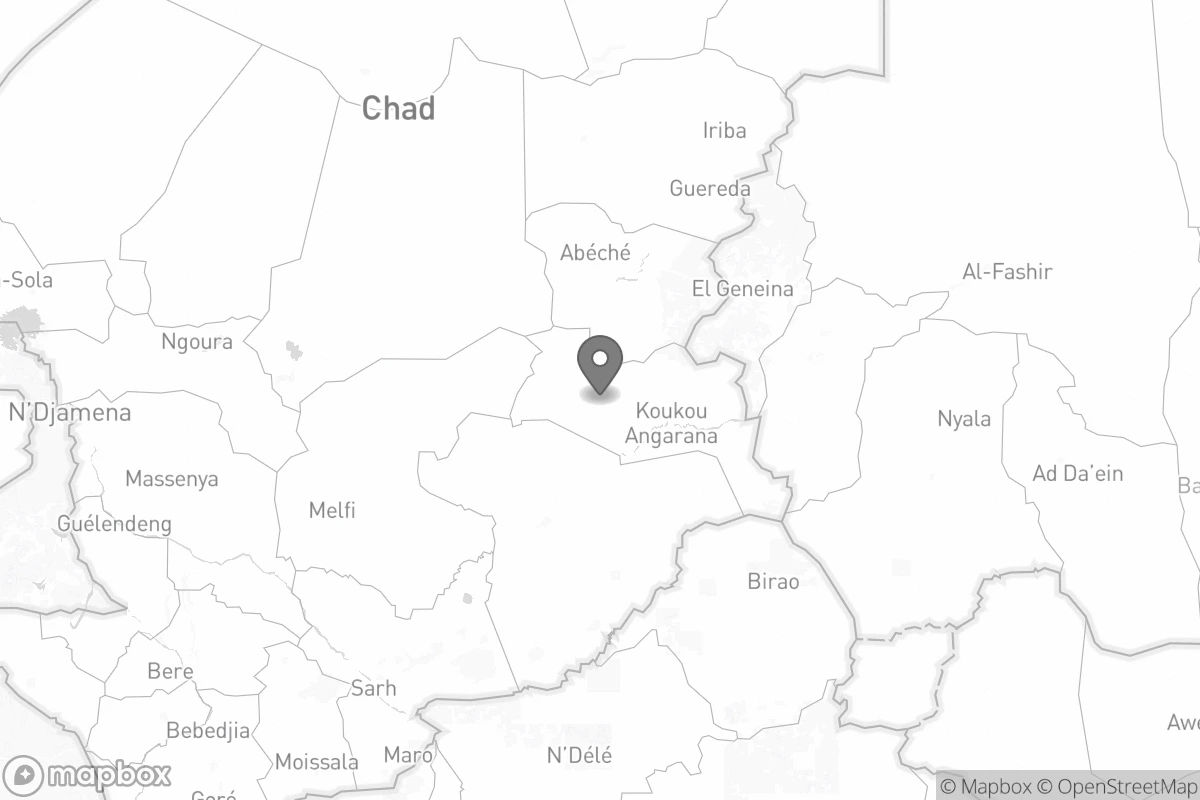 Chad
Iriba
Guereda
Abéché
Al-Fashir
-Sola
El Geneina
Ngoura
N'Djamena
Koukou
Angarana
Nyala
Massenya
Ad Da'ein
Ba
Melfi
Guélendeng
Birao
Bere
Sarh
Bebedjia
Awe
Moissala
Maro
N'Délé
mapbox
© Mapbox © OpenStreetMap